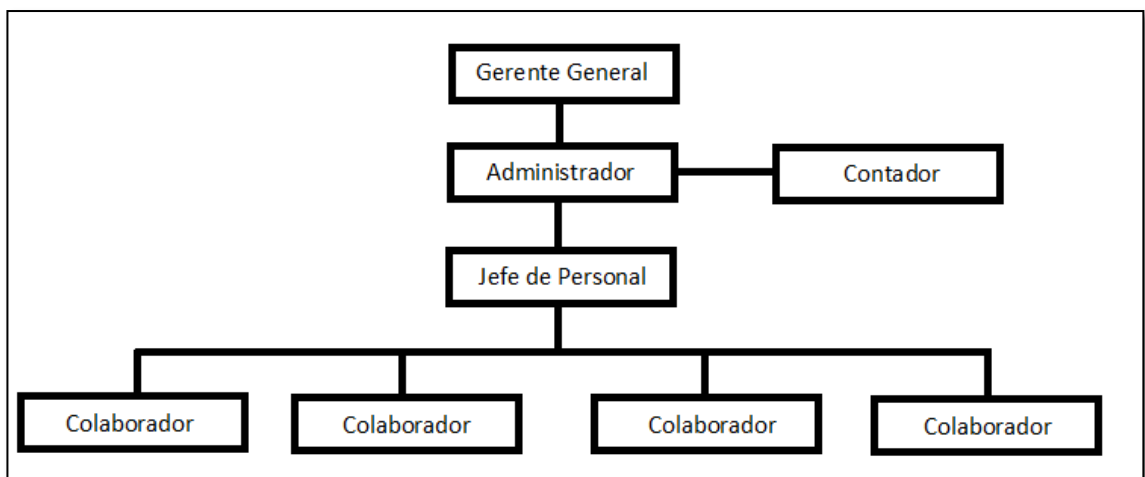 Gerente General
Administrador
Contador
Jefe de Personal
Colaborador
Colaborador
Colaborador
Colaborador